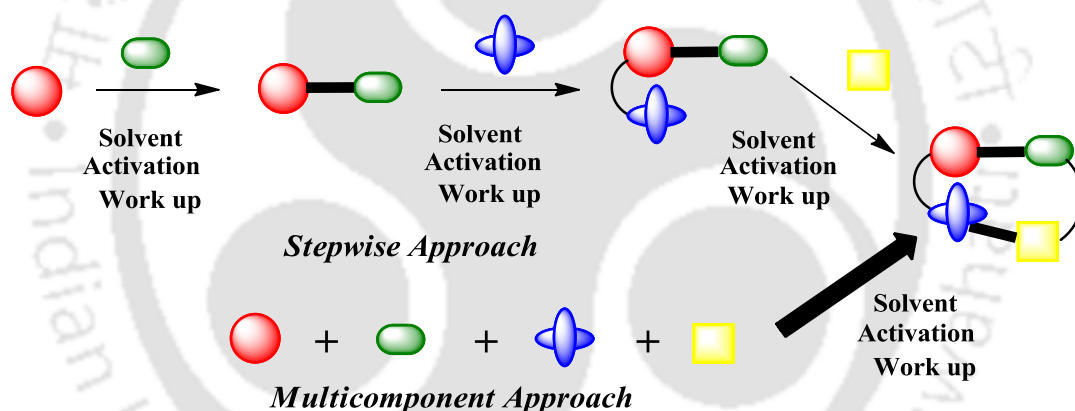 Solvent
Activation
Work up
Solvent
Activation
Work up
Solvent
Activation
Work up
Stepwise Approach
+ + +
Solvent
Activation
Work up
Multicomponent Approach
Indian